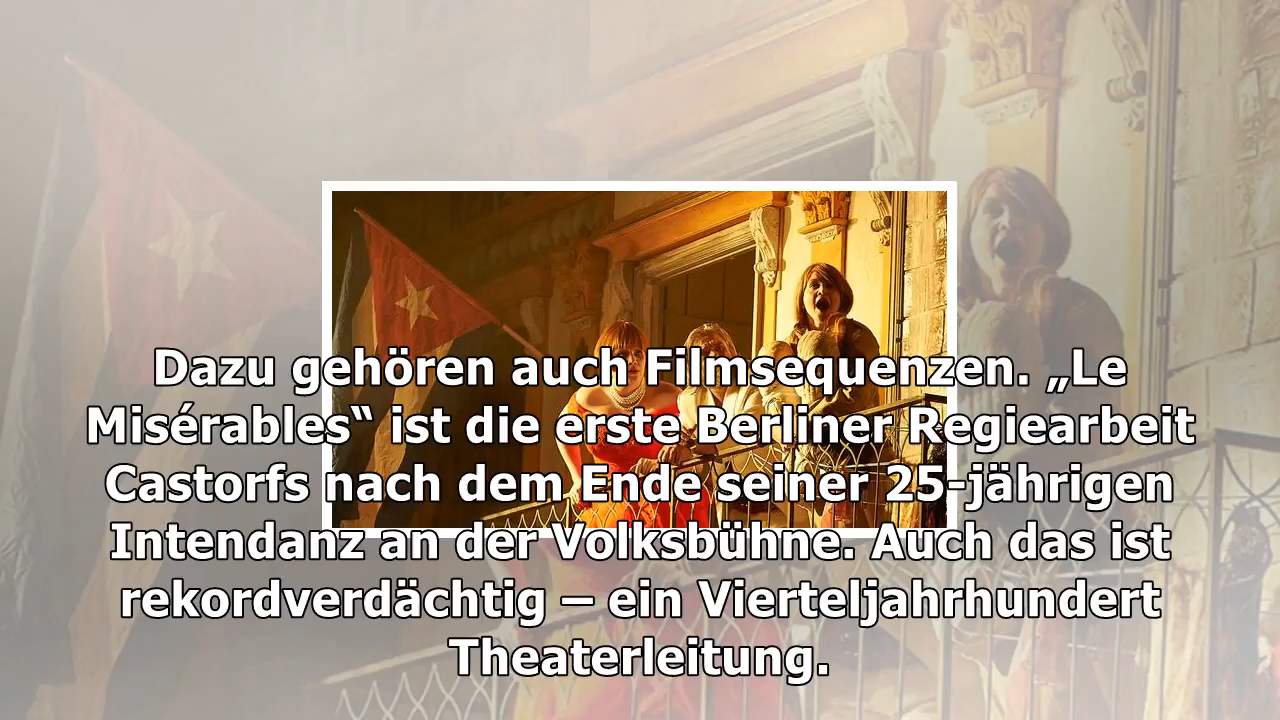 Dazu gehören auch Filmsequenzen. „Le
Misérables“ ist die erste Berliner Regiearbeit
Castorfs nach dem Ende seiner 25-jährigen
Intendanz an der Volksbühne. Auch das ist
rekordverdächtig – ein Vierteljahrhundert
Theaterleitung.